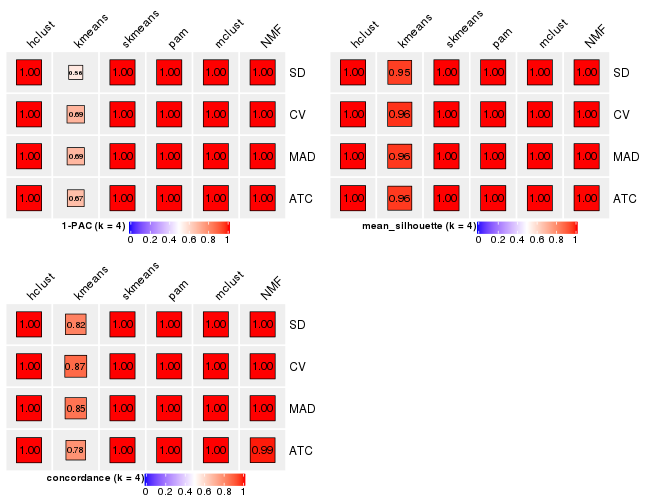 hclust kmeans skmeans pam mclust NMF
1.00 0.56 1.00 1.00 1.00 1.00 SD
1.00 0.69 1.00 1.00 1.00 1.00 CV
1.00 0.69 1.00 1.00 1.00 1.00 MAD
1.00 0.67 1.00 1.00 1.00 1.00 ATC
1-PAC (k = 4)
0 0.2 0.4 0.6 0.8 1
hclust kmeans skmeans pam mclust NMF
1.00 0.95 1.00 1.00 1.00 1.00 SD
1.00 0.96 1.00 1.00 1.00 1.00 CV
1.00 0.96 1.00 1.00 1.00 1.00 MAD
1.00 0.96 1.00 1.00 1.00 1.00 ATC
mean_silhouette (k = 4)
0 0.2 0.4 0.6 0.8 1
hclust kmeans skmeans pam mclust NMF
1.00 0.82 1.00 1.00 1.00 1.00 SD
1.00 0.87 1.00 1.00 1.00 1.00 CV
1.00 0.85 1.00 1.00 1.00 1.00 MAD
1.00 0.78 1.00 1.00 1.00 0.99 ATC
concordance (k = 4)
0 0.2 0.4 0.6 0.8 1